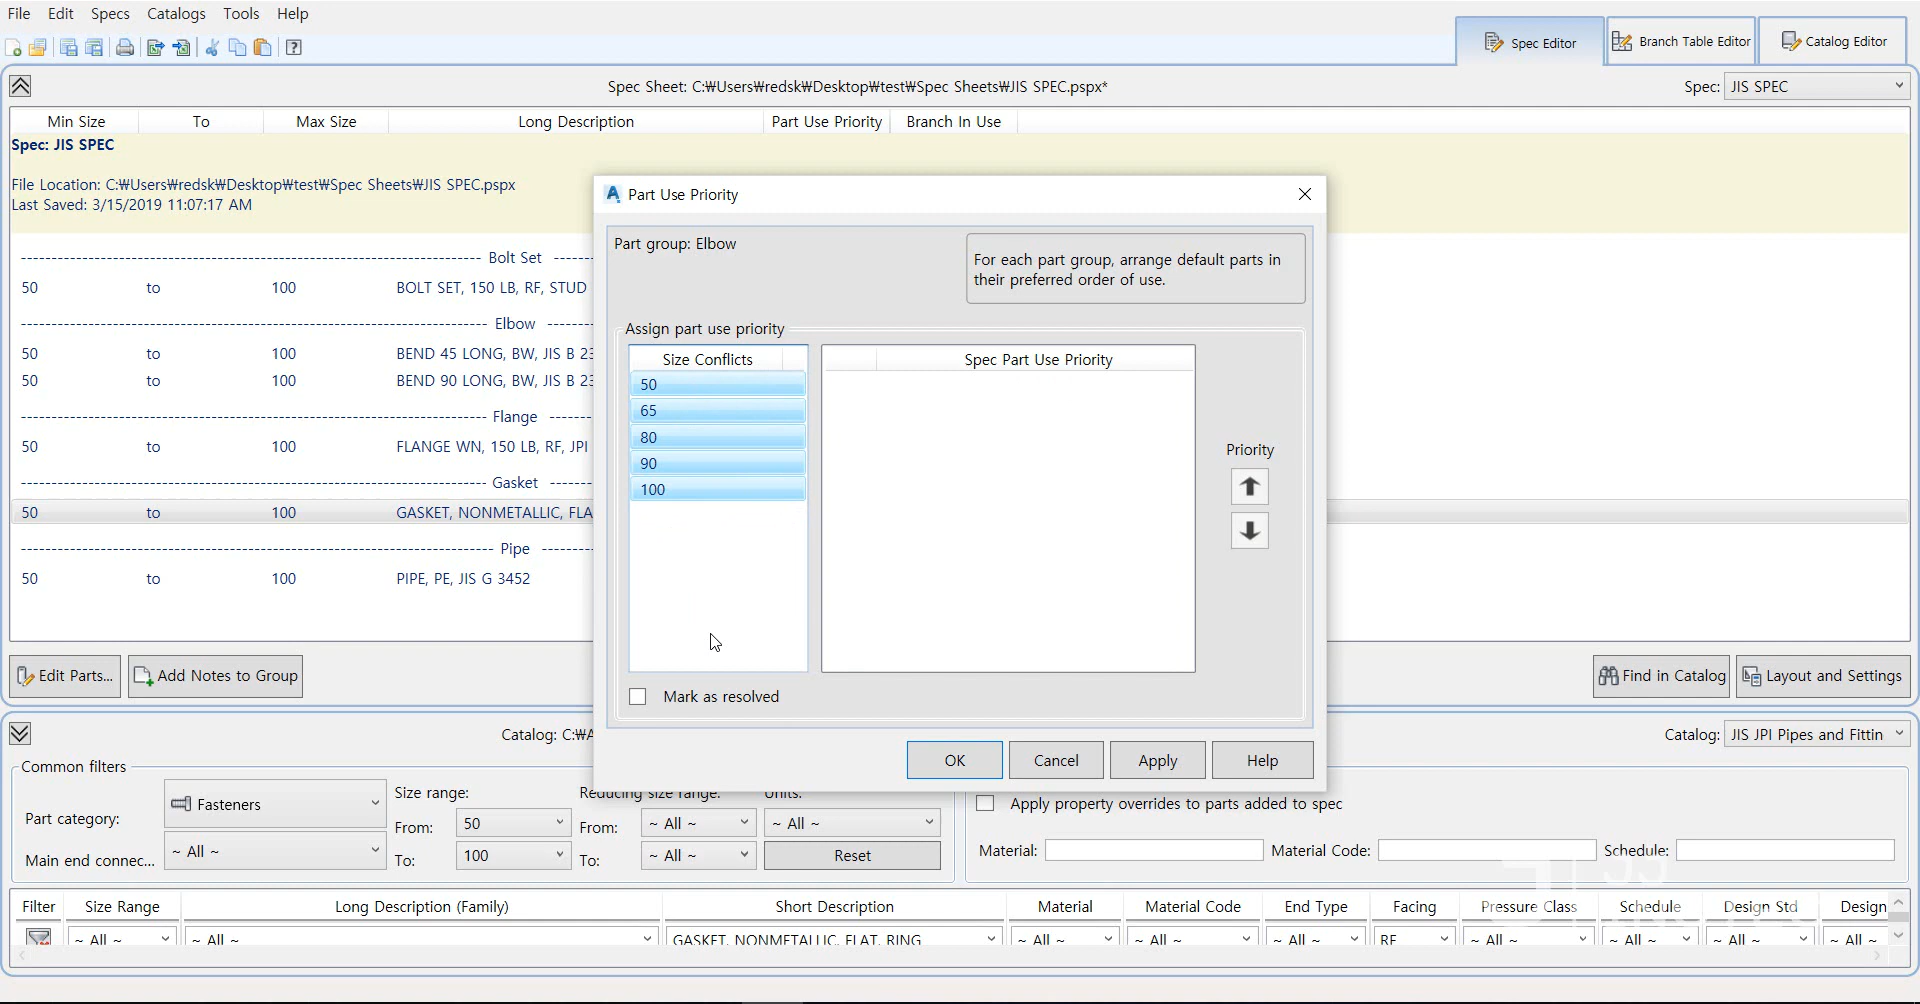 File Edit Specs Catalogs Tools Help
Spec Editor
Branch Table Editor
Catalog Editor
Spec Sheet: C:₩Users₩redsk₩Desktop₩test₩Spec Sheets₩JIS SPEC.pspx*
Spec: JIS SPEC
Min Size To Max Size Long Description Part Use Priority Branch In Use
Spec: JIS SPEC
File Location: C:₩Users₩redsk₩Desktop₩test₩Spec Sheets₩JIS SPEC.pspx
Last Saved: 3/15/2019 11:07:17 AM
Bolt Set
50 to 100 BOLT SET, 150 LB, RF, STUD
Elbow
50 to 100 BEND 45 LONG, BW, JIS B 23
50 to 100 BEND 90 LONG, BW, JIS B 23
Flange
50 to 100 FLANGE WN, 150 LB, RF, JPI
Gasket
50 to 100 GASKET, NONMETALLIC, FLA
Pipe
50 to 100 PIPE, PE, JIS G 3452
Edit Parts...
Add Notes to Group
Find in Catalog
Layout and Settings
Part Use Priority
Part group: Elbow
For each part group, arrange default parts in
their preferred order of use.
Assign part use priority
Size Conflicts
50
65
80
90
100
Spec Part Use Priority
Priority
Mark as resolved
OK Cancel Apply Help
Catalog: C:₩A
Catalog: JIS JPI Pipes and Fittin
Common filters
Part category: Fasteners
Main end connec... ~ All ~
Size range:
From: 50
To: 100
Reducing size range:
From: ~ All ~
To: ~ All ~
Units:
~ All ~
Reset
Apply property overrides to parts added to spec
Material: Material Code: Schedule:
Filter Size Range Long Description (Family) Short Description Material Material Code End Type Facing Pressure Class Schedule Design Std Design
~ All ~ ~ All ~ GASKET, NONMETALLIC, FLAT, RING ~ All ~ ~ All ~ ~ All ~ RF ~ All ~ ~ All ~ ~ All ~ ~ All ~